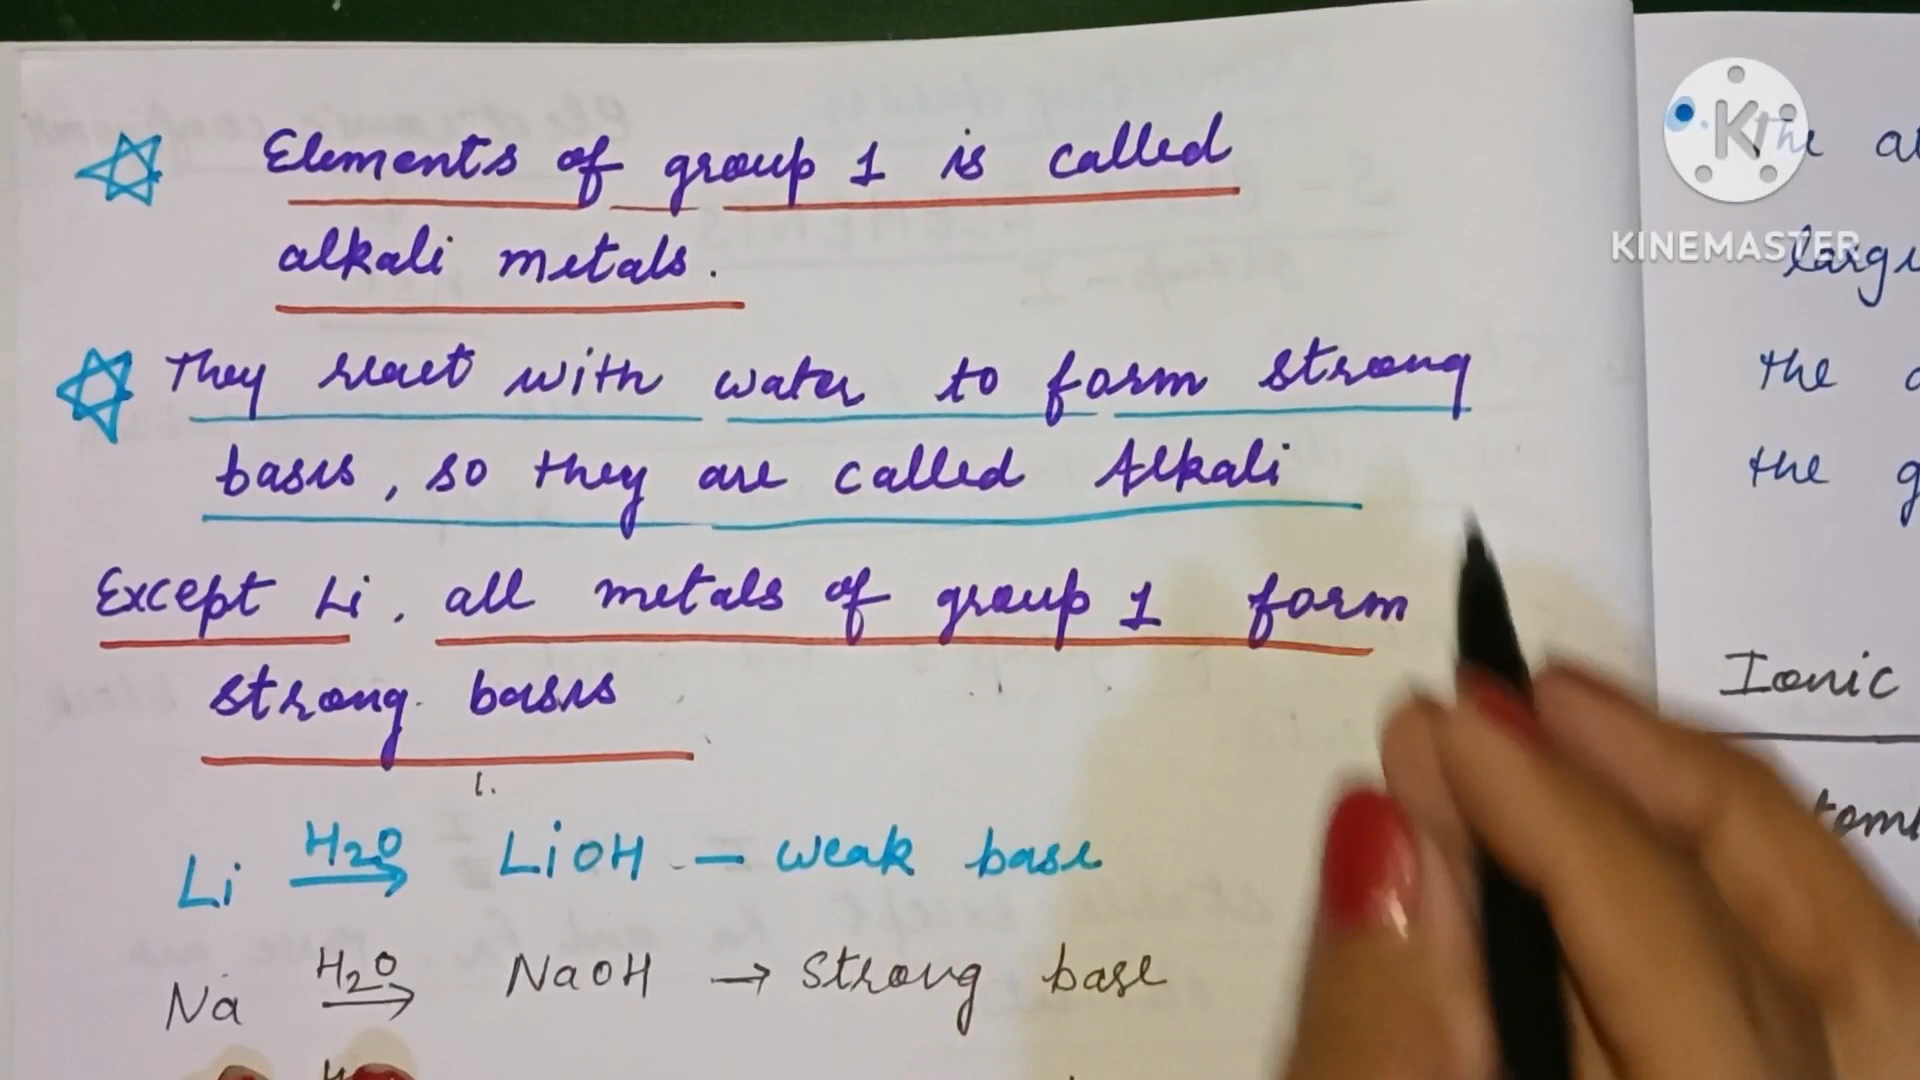 Elements of group 1 is called
alkali metals.
They react with water to form strong
bases, so they are called Alkali
Except Li, all metals of group 1 form
strong bases
Li H2O → LiOH – weak base
Na H2O → NaOH → strong base
KINEMASTER
The
the
the
Ionic